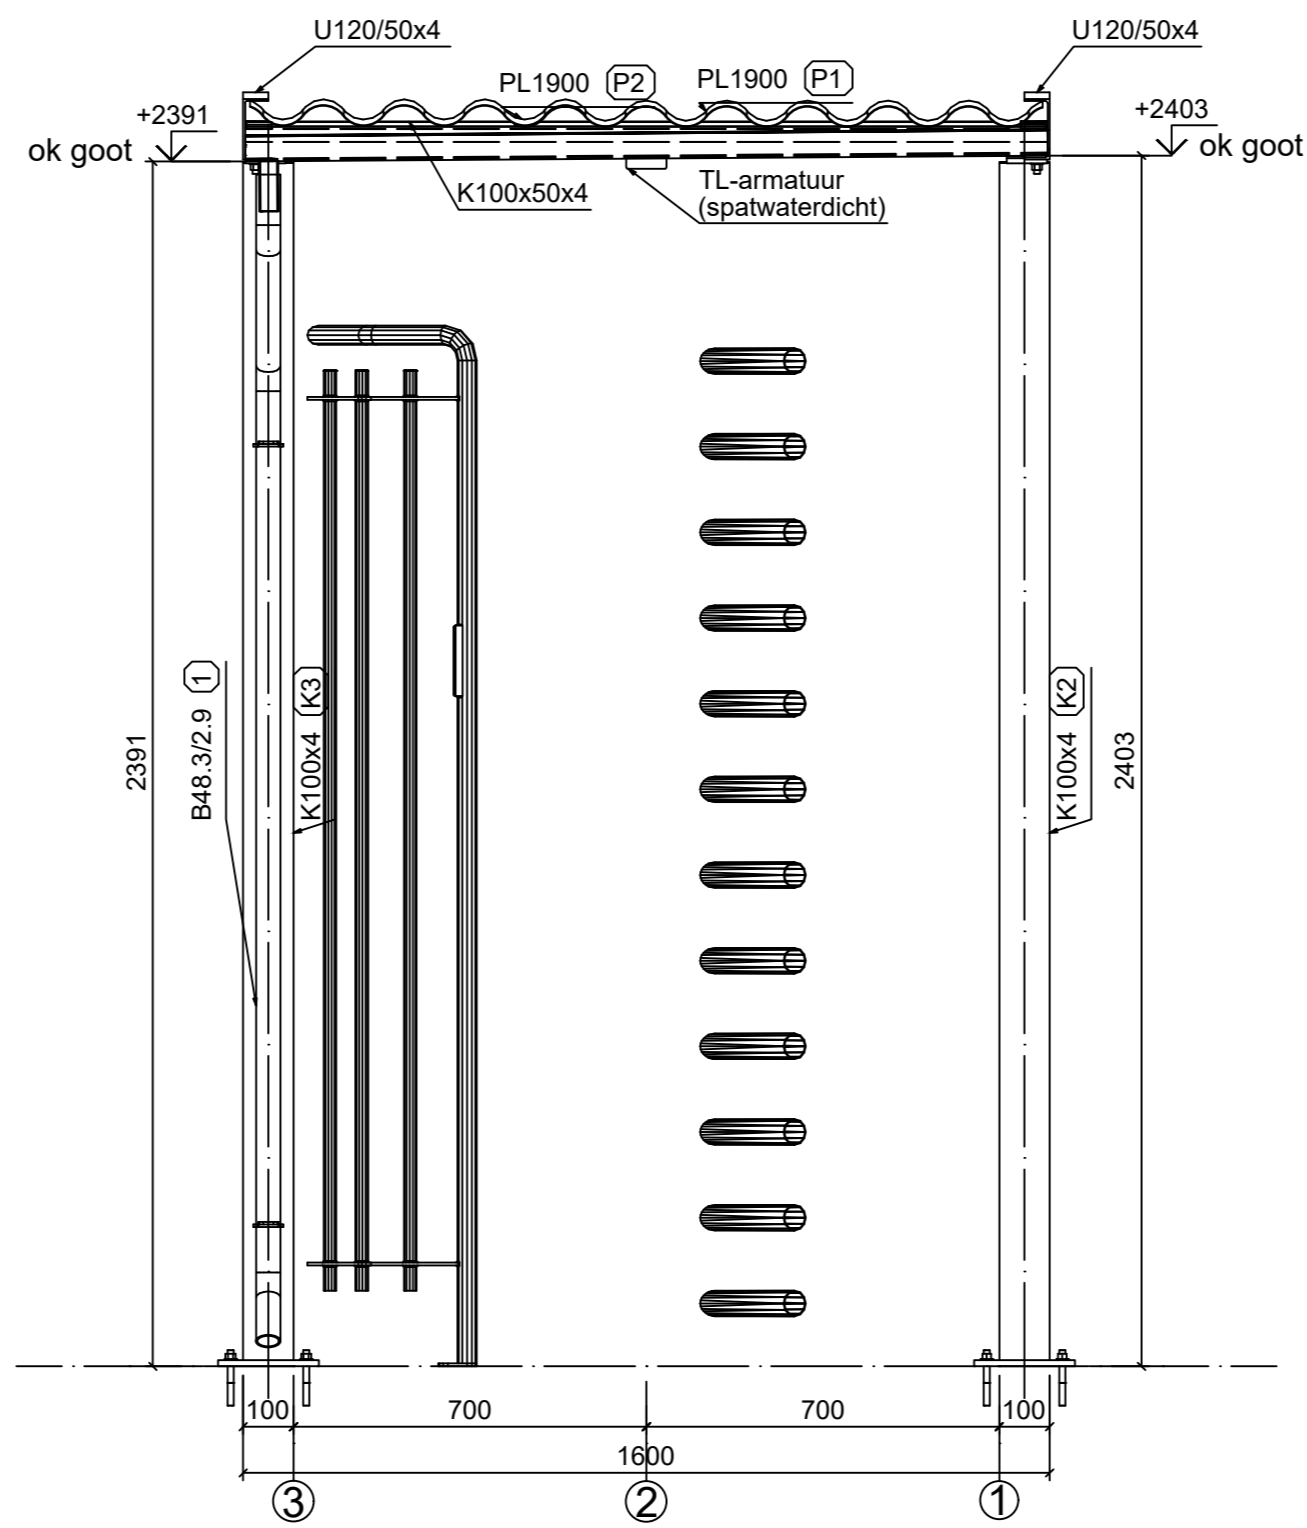 U120/50x4
U120/50x4
PL1900 P2
PL1900 P1
+2391
ok goot
+2403
ok goot
K100x50x4
TL-armatuur
(spatwaterdicht)
2391
B48.3/2.9 1
K100x4 K3
K100x4 K2
2403
100
700
700
100
1600
3
2
1